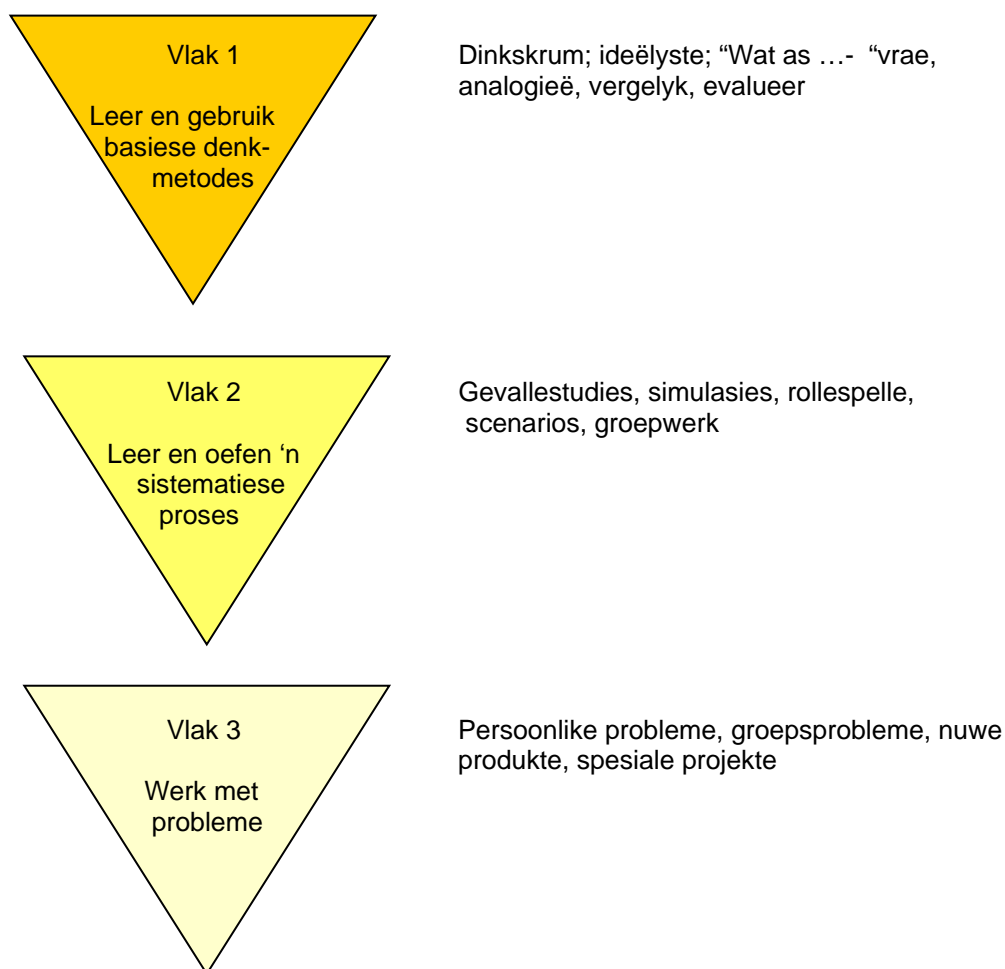 Vlak 1
Leer en gebruik
basiese denk-
metodes
Dinkskrum; ideëlyste; “Wat as …- “vrae,
analogieë, vergelyk, evalueer
Vlak 2
Leer en oefen ‘n
sistematiese
proses
Gevallestudies, simulasies, rollespelle,
scenarios, groepwerk
Vlak 3
Werk met
probleme
Persoonlike probleme, groepsprobleme, nuwe
produkte, spesiale projekte